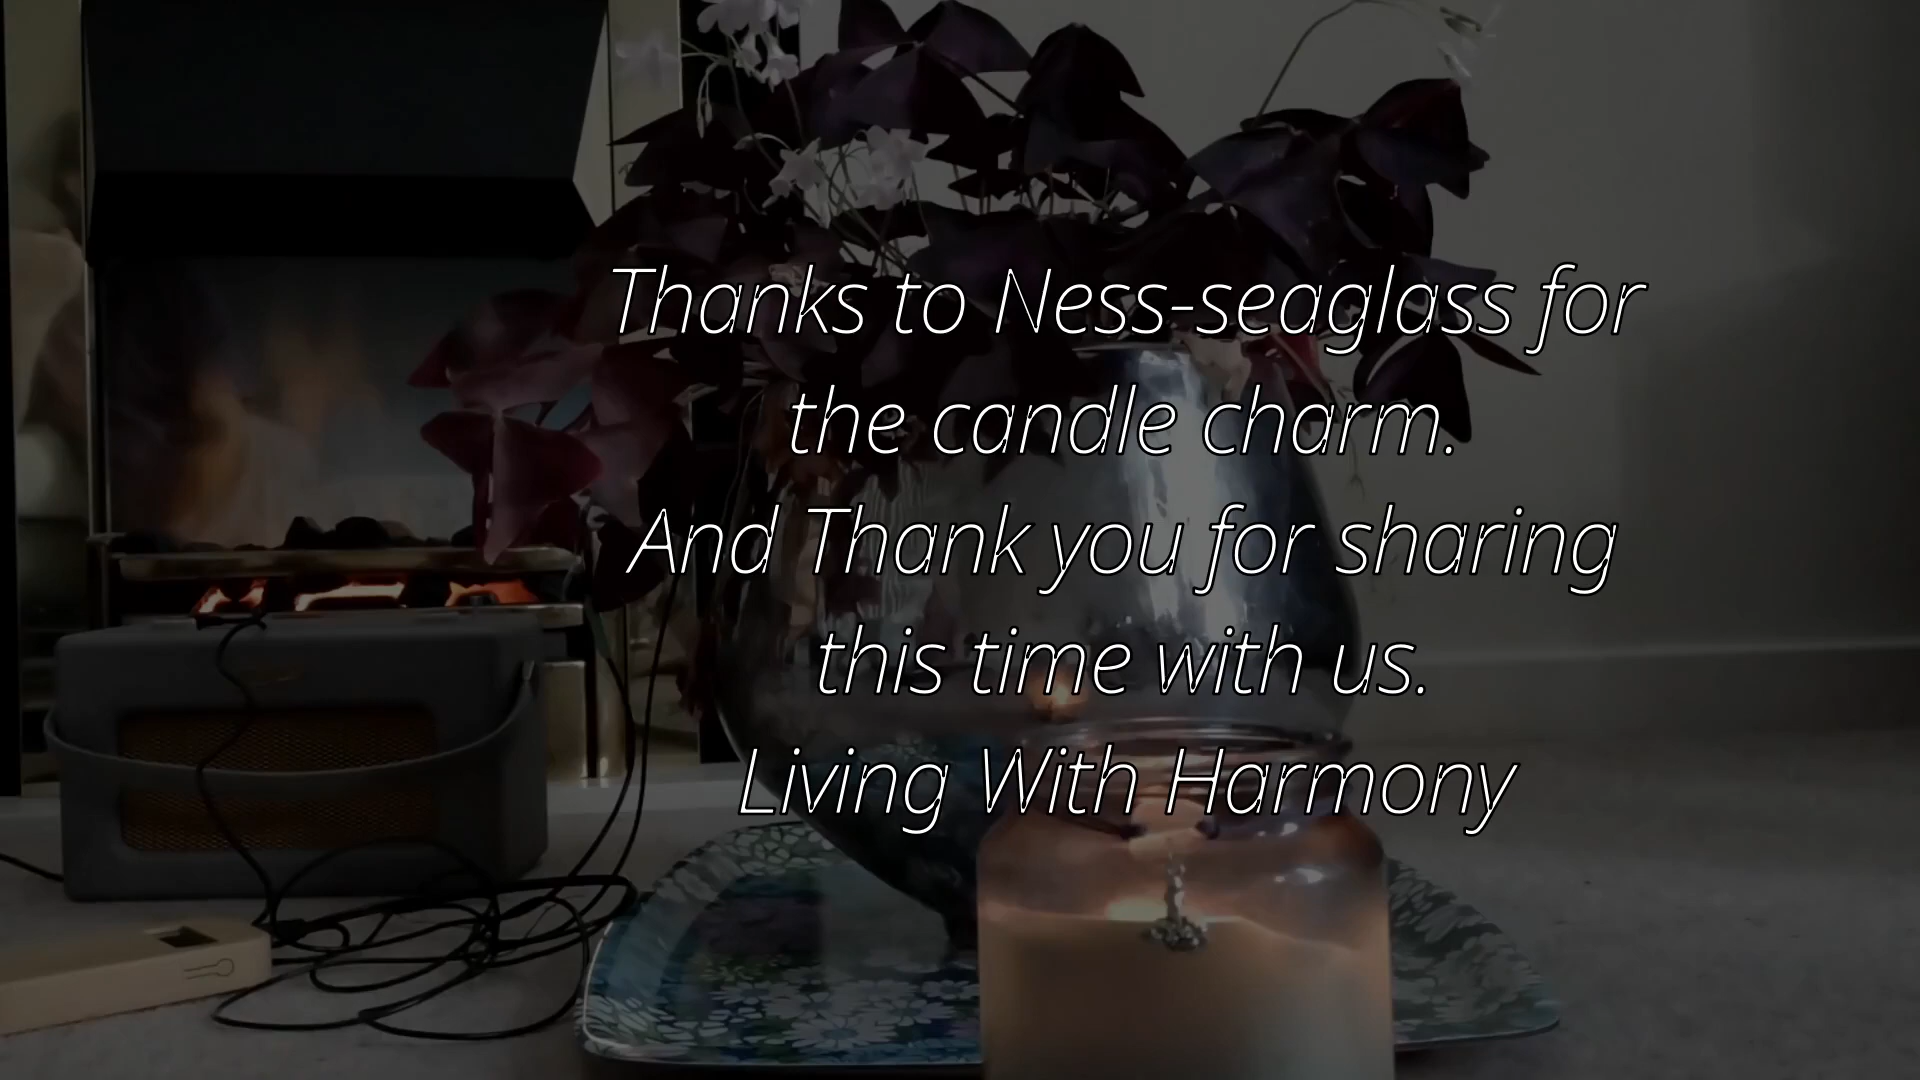 Thanks to Ness-seaglass for
the candle charm.
And Thank you for sharing
this time with us.
Living With Harmony